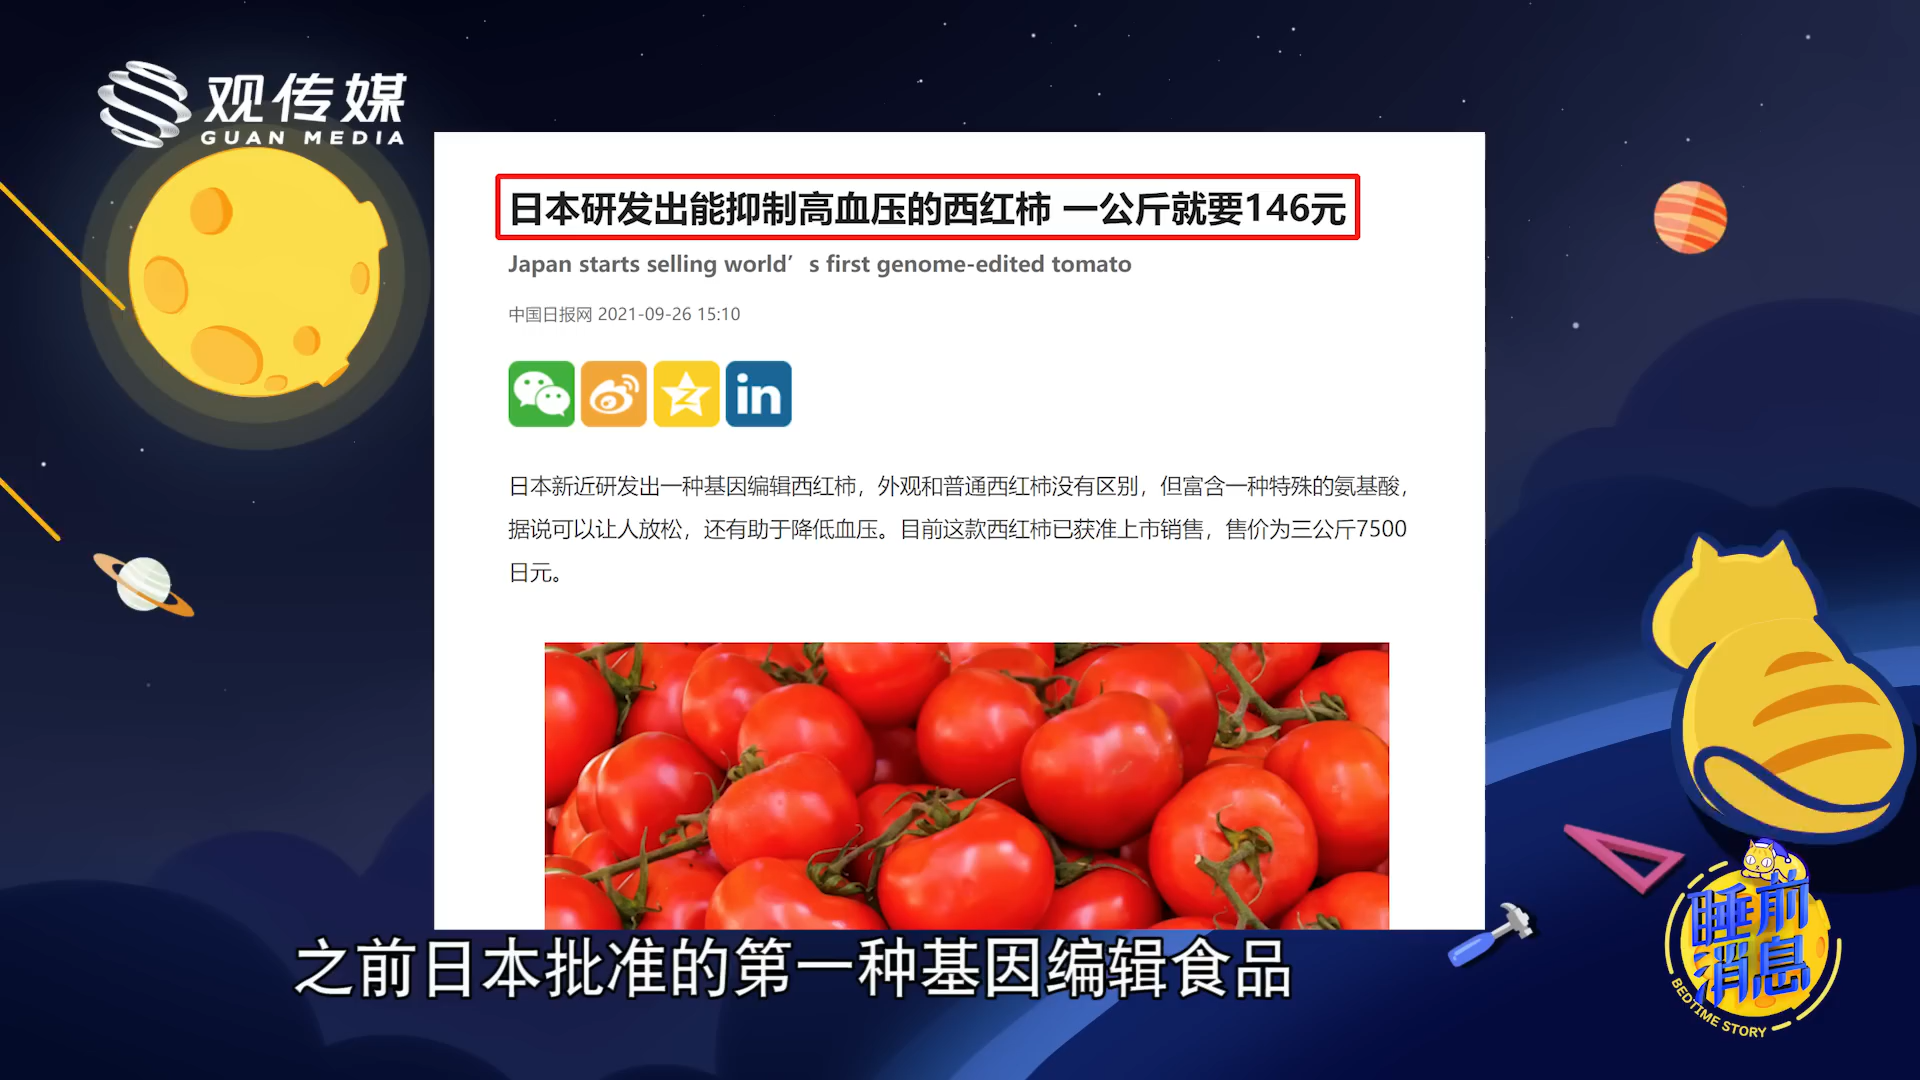 观传媒
GUAN MEDIA
日本研发出能抑制高血压的西红柿 一公斤就要146元
Japan starts selling world’s first genome-edited tomato
中国日报网 2021-09-26 15:10
in
日本新近研发出一种基因编辑西红柿，外观和普通西红柿没有区别，但富含一种特殊的氨基酸，
据说可以让人放松，还有助于降低血压。目前这款西红柿已获准上市销售，售价为三公斤7500
日元。
之前日本批准的第一种基因编辑食品
睡前
消息
BEDTIME STORY